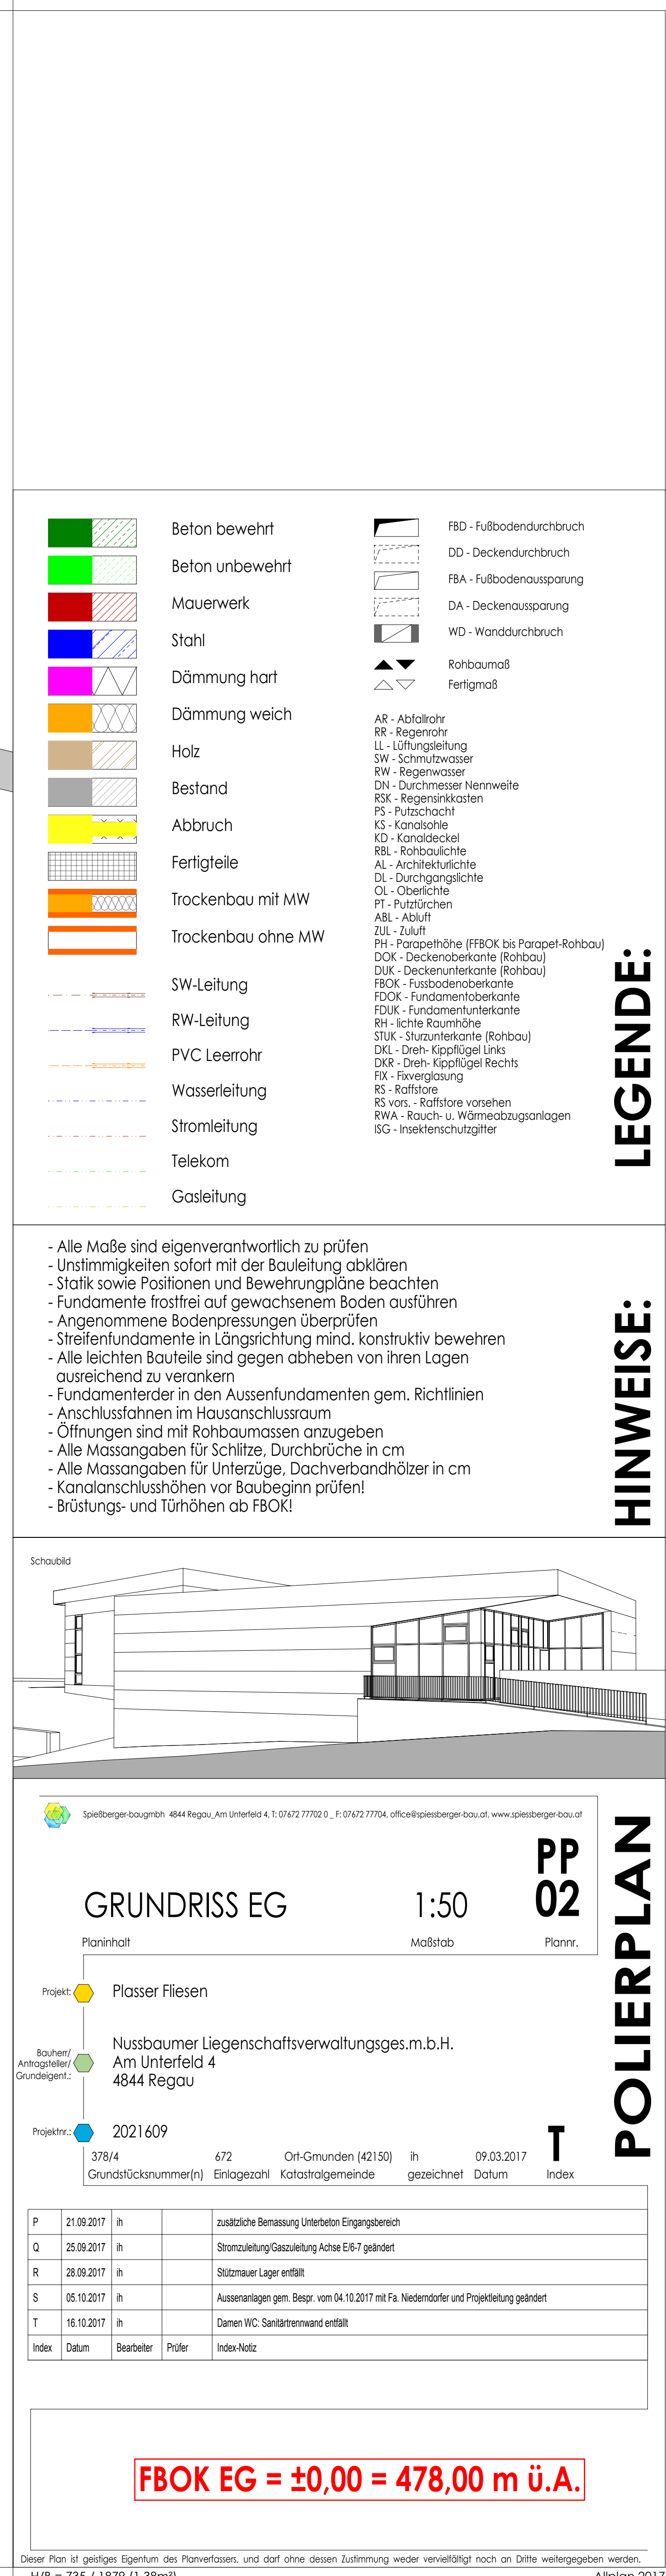 Beton bewehrt
Beton unbewehrt
Mauerwerk
Stahl
Dämmung hart
Dämmung weich
Holz
Bestand
Abbruch
Fertigteile
Trockenbau mit MW
Trockenbau ohne MW
SW-Leitung
RW-Leitung
PVC Leerrohr
Wasserleitung
Stromleitung
Telekom
Gasleitung
FBD - Fußbodendurchbruch
DD - Deckendurchbruch
FBA - Fußbodenaussparung
DA - Deckenaussparung
WD - Wanddurchbruch
Rohbaumaß
Fertigmaß
AR - Abfallrohr
RR - Regenrohr
LL - Lüftungsleitung
SW - Schmutzwasser
RW - Regenwasser
DN - Durchmesser Nennweite
RSK - Regensinkkasten
PS - Putzschacht
KS - Kanalsohle
KD - Kanaldeckel
RBL - Rohbaulichte
AL - Architekturlichte
DL - Durchgangslichte
OL - Oberlichte
PT - Putztürchen
ABL - Abluft
ZUL - Zuluft
PH - Parapethöhe (FFBOK bis Parapet-Rohbau)
DOK - Deckenoberkante (Rohbau)
DUK - Deckenunterkante (Rohbau)
FBOK - Fussbodenoberkante
FDOK - Fundamentoberkante
FDUK - Fundamentunterkante
RH - lichte Raumhöhe
STUK - Sturzunterkante (Rohbau)
DKL - Dreh- Kippflügel Links
DKR - Dreh- Kippflügel Rechts
FIX - Fixverglasung
RS - Raffstore
RS vors. - Raffstore vorsehen
RWA - Rauch- u. Wärmeabzugsanlagen
ISG - Insektenschutzgitter
LEGENDE:
- Alle Maße sind eigenverantwortlich zu prüfen
- Unstimmigkeiten sofort mit der Bauleitung abklären
- Statik sowie Positionen und Bewehrungpläne beachten
- Fundamente frostfrei auf gewachsenem Boden ausführen
- Angenommene Bodenpressungen überprüfen
- Streifenfundamente in Längsrichtung mind. konstruktiv bewehren
- Alle leichten Bauteile sind gegen abheben von ihren Lagen
ausreichend zu verankern
- Fundamenterder in den Aussenfundamenten gem. Richtlinien
- Anschlussfahnen im Hausanschlussraum
- Öffnungen sind mit Rohbaumassen anzugeben
- Alle Massangaben für Schlitze, Durchbrüche in cm
- Alle Massangaben für Unterzüge, Dachverbandhölzer in cm
- Kanalanschlusshöhen vor Baubeginn prüfen!
- Brüstungs- und Türhöhen ab FBOK!
HINWEISE:
Schaubild
Spießberger-baugmbh 4844 Regau_Am Unterfeld 4, T: 07672 77702 0 _ F: 07672 77704, office@spiessberger-bau.at, www.spiessberger-bau.at
PP
02
GRUNDRISS EG 1:50
Planinhalt Maßstab Plannr.
POLIERPLAN
Projekt: Plasser Fliesen
Bauherr/
Antragsteller/
Grundeigent.:
Nussbaumer Liegenschaftsverwaltungsges.m.b.H.
Am Unterfeld 4
4844 Regau
Projektnr.: 2021609
378/4 672 Ort-Gmunden (42150) ih 09.03.2017 T
Grundstücksnummer(n) Einlagezahl Katastralgemeinde gezeichnet Datum Index
P 21.09.2017 ih zusätzliche Bemassung Unterbeton Eingangsbereich
Q 25.09.2017 ih Stromzuleitung/Gaszuleitung Achse E/6-7 geändert
R 28.09.2017 ih Stützmauer Lager entfällt
S 05.10.2017 ih Aussenanlagen gem. Bespr. vom 04.10.2017 mit Fa. Niederndorfer und Projektleitung geändert
T 16.10.2017 ih Damen WC: Sanitärtrennwand entfällt
Index Datum Bearbeiter Prüfer Index-Notiz
FBOK EG = ±0,00 = 478,00 m ü.A.
Dieser Plan ist geistiges Eigentum des Planverfassers, und darf ohne dessen Zustimmung weder vervielfältigt noch an Dritte weitergegeben werden.
H/B = 735 / 1879 (1.38m²) Allplan 2017